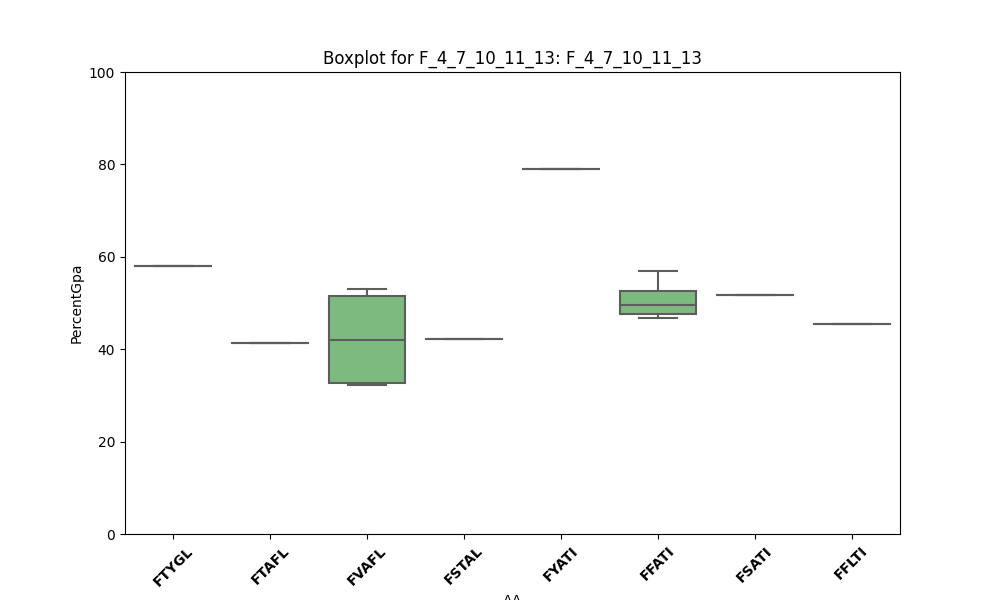 Boxplot for F_4_7_10_11_13: F_4_7_10_11_13
100
80
60
40
20
0
PercentGpa
FTYGL
FTAFL
FVAFL
FSTAL
FYATI
FFATI
FSATI
FFLTI
AA